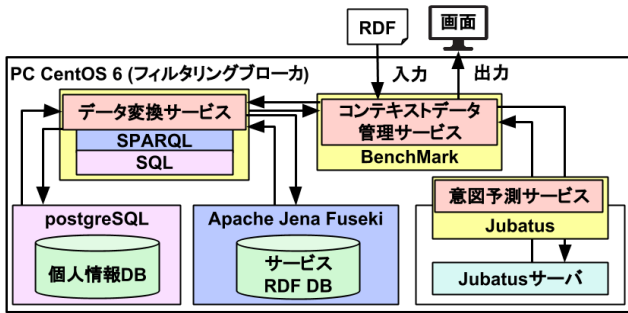 RDF
画面
PC CentOS 6 (フィルタリングブローカ)
入力
出力
データ変換サービス
SPARQL
SQL
コンテキストデータ
管理サービス
BenchMark
意図予測サービス
Jubatus
Jubatusサーバ
postgreSQL
個人情報DB
Apache Jena Fuseki
サービス
RDF DB